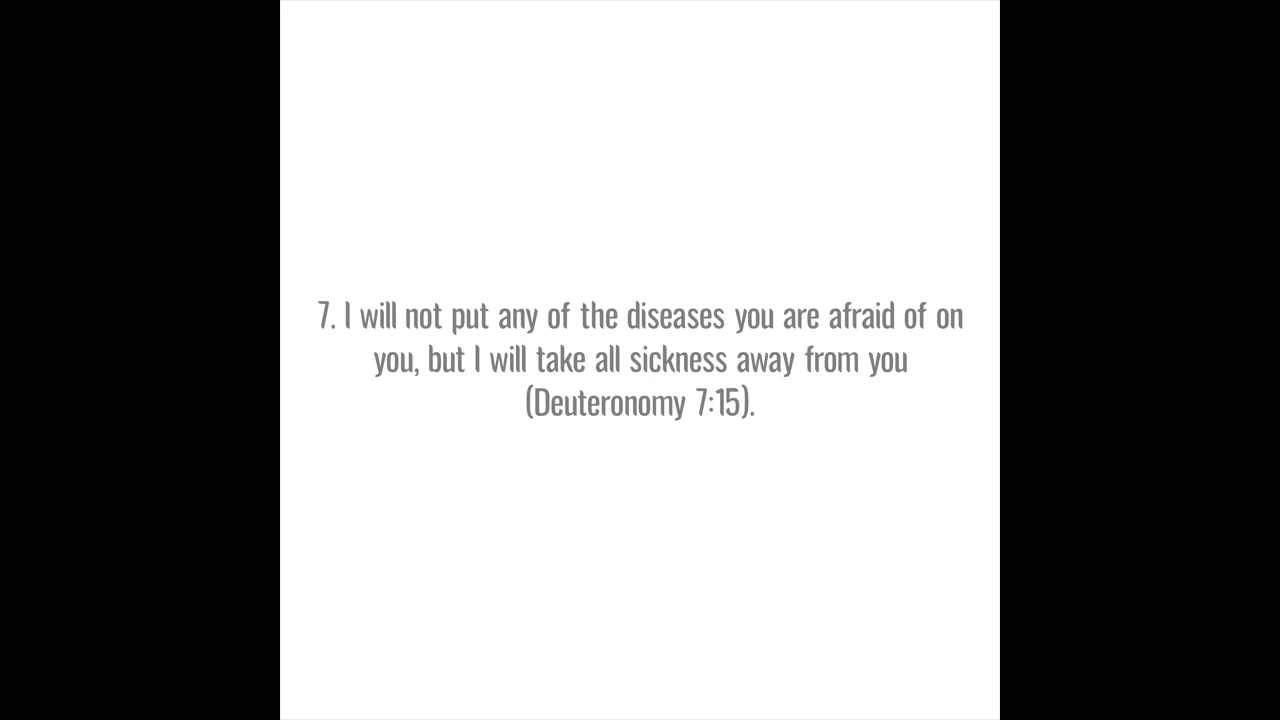 7. I will not put any of the diseases you are afraid of on
you, but I will take all sickness away from you
(Deuteronomy 7:15).